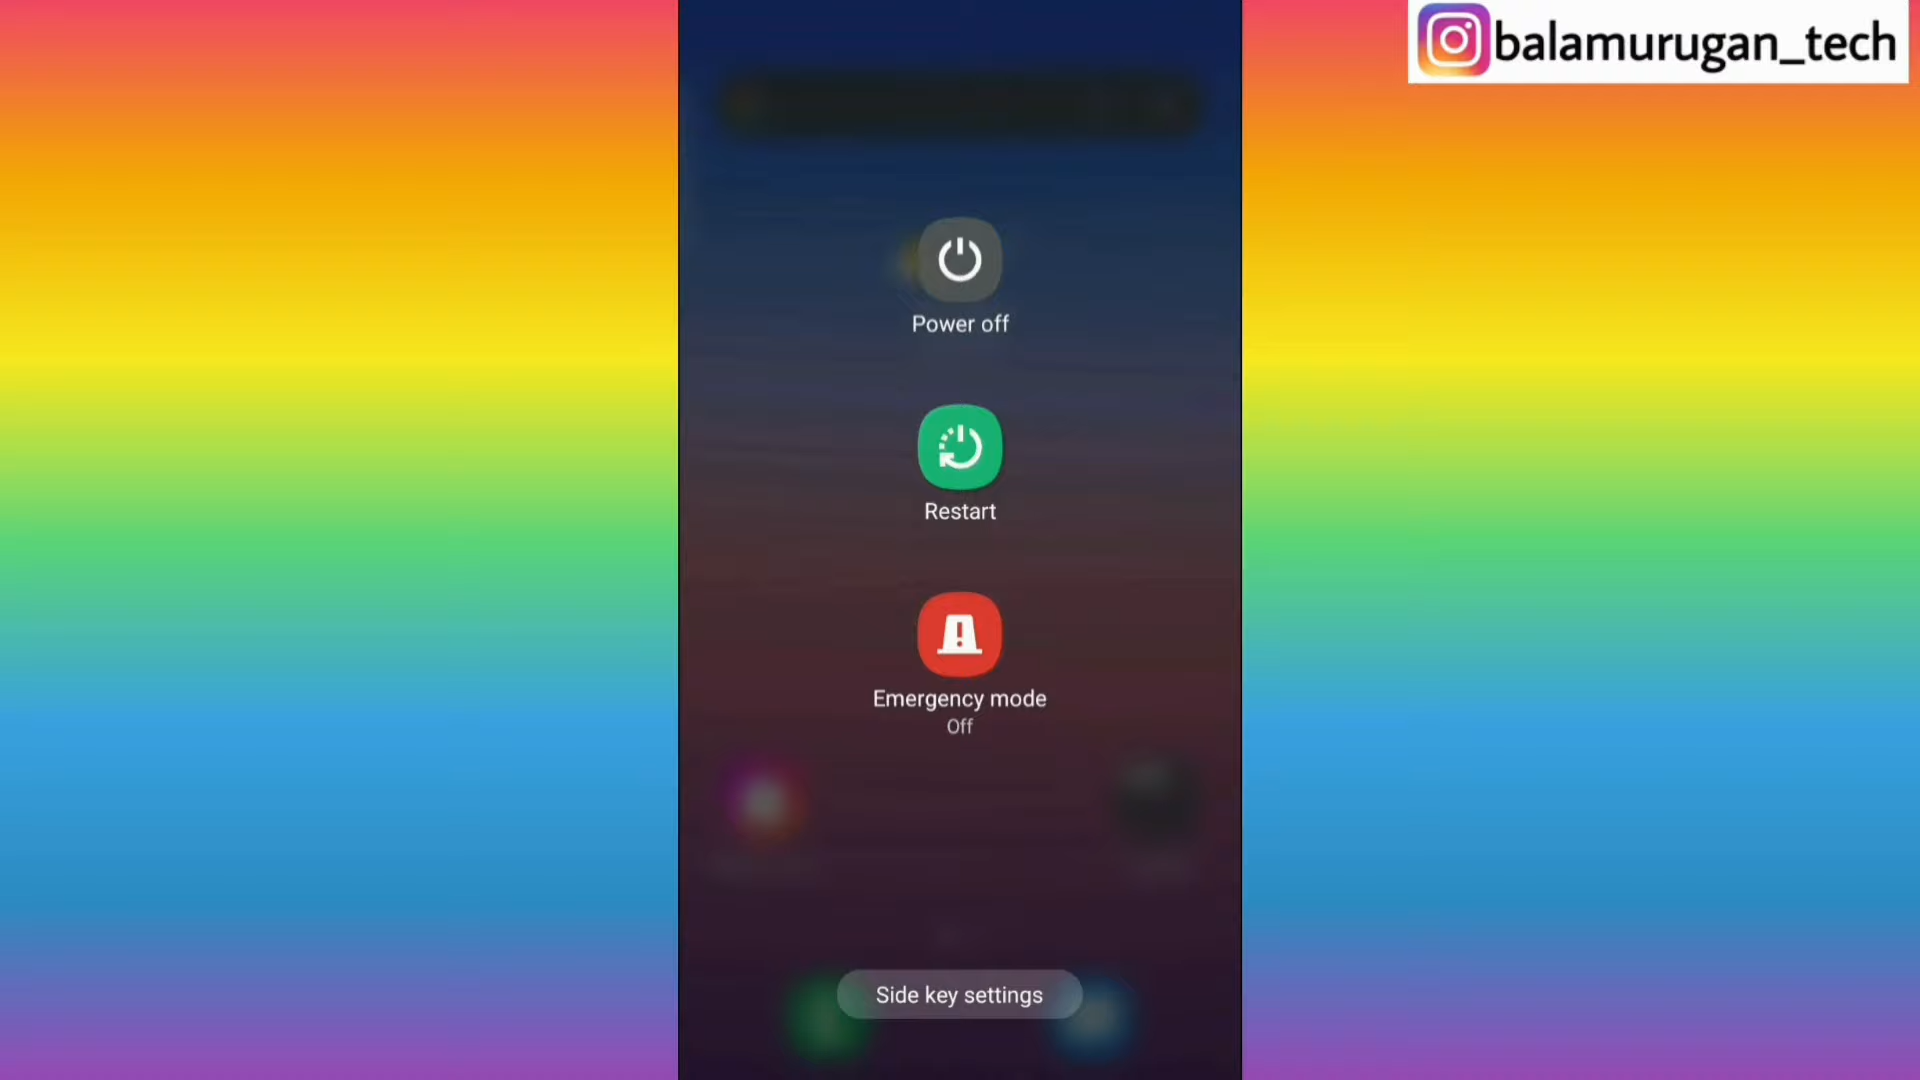 balamurugan_tech
Power off
Restart
Emergency mode
Off
Side key settings